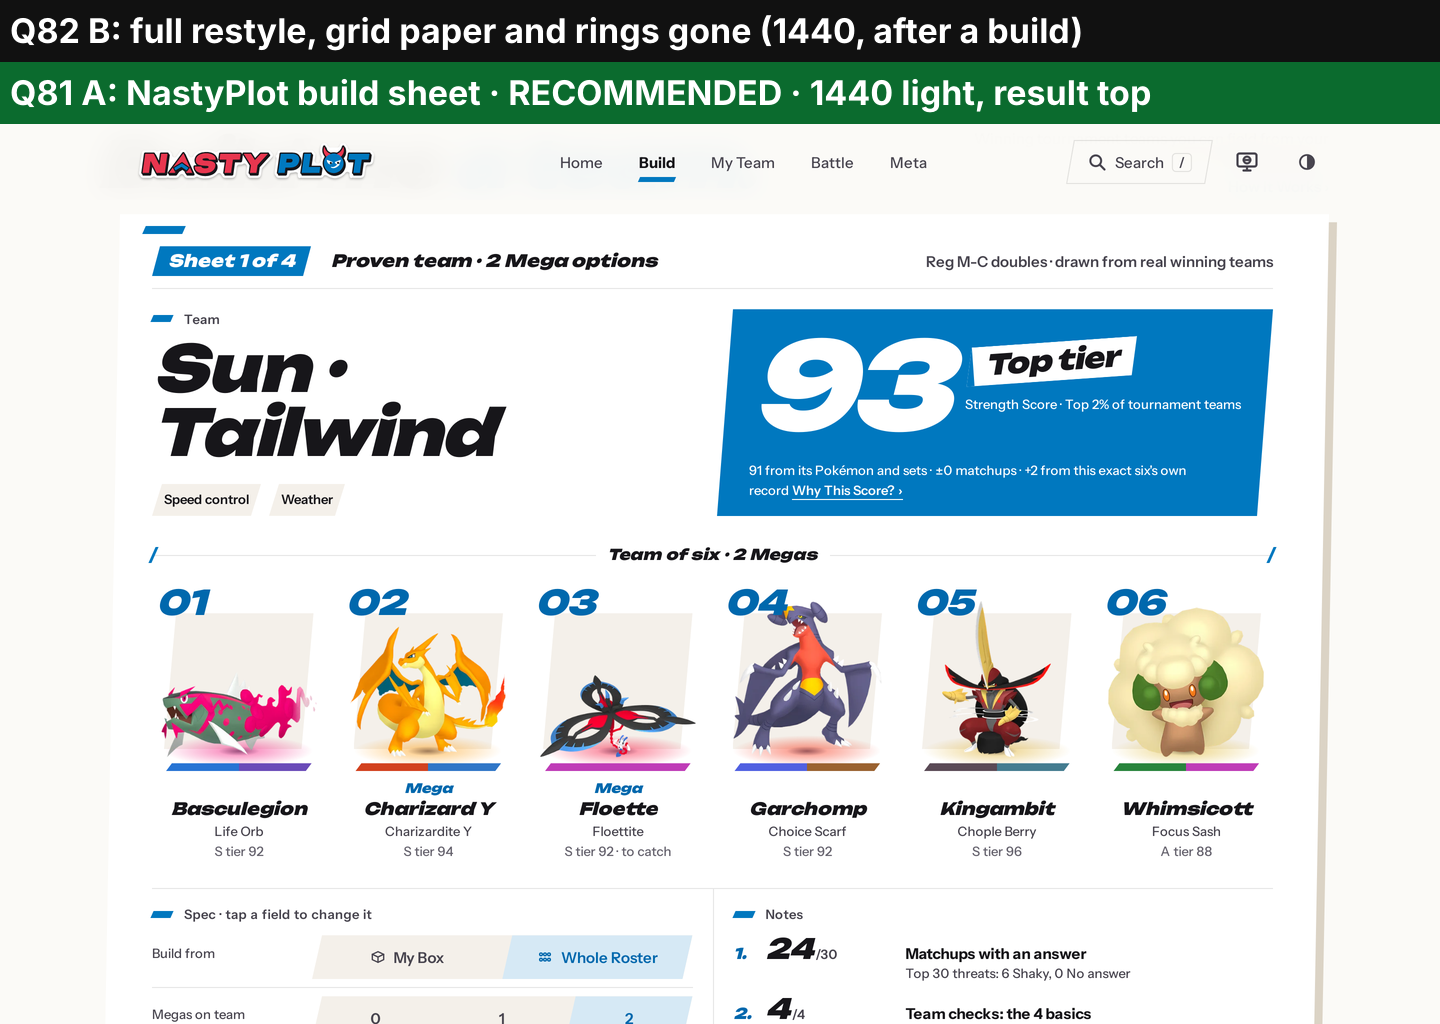 Q82 B: full restyle, grid paper and rings gone (1440, after a build)
Q81 A: NastyPlot build sheet · RECOMMENDED · 1440 light, result top
NASTY PLOT
Home
Build
My Team
Battle
Meta
Search /
Sheet 1 of 4
Proven team · 2 Mega options
Reg M-C doubles · drawn from real winning teams
Team
Sun ·
Tailwind
Speed control
Weather
93
Top tier
Strength Score · Top 2% of tournament teams
91 from its Pokémon and sets · ±0 matchups · +2 from this exact six's own
record Why This Score? ›
Team of six · 2 Megas
01
02
03
04
05
06
Mega
Mega
Basculegion
Charizard Y
Floette
Garchomp
Kingambit
Whimsicott
Life Orb
Charizardite Y
Floettite
Choice Scarf
Chople Berry
Focus Sash
S tier 92
S tier 94
S tier 92 · to catch
S tier 92
S tier 96
A tier 88
Spec · tap a field to change it
Build from
My Box
Whole Roster
Megas on team
0
1
2
Notes
1. 24/30
Matchups with an answer
Top 30 threats: 6 Shaky, 0 No answer
2. 4/4
Team checks: the 4 basics